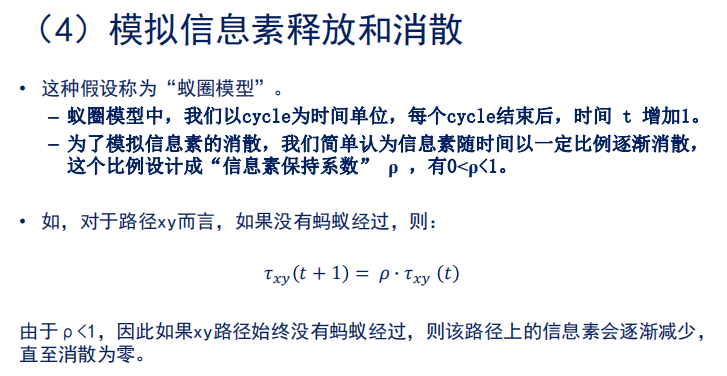 （4）模拟信息素释放和消散
• 这种假设称为“蚁圈模型”。
– 蚁圈模型中，我们以cycle为时间单位，每个cycle结束后，时间 t 增加1。
– 为了模拟信息素的消散，我们简单认为信息素随时间以一定比例逐渐消散，
这个比例设计成“信息素保持系数” ρ ，有0<ρ<1。
• 如，对于路径xy而言，如果没有蚂蚁经过，则：
τxy(t + 1) = ρ · τxy (t)
由于ρ<1，因此如果xy路径始终没有蚂蚁经过，则该路径上的信息素会逐渐减少，
直至消散为零。